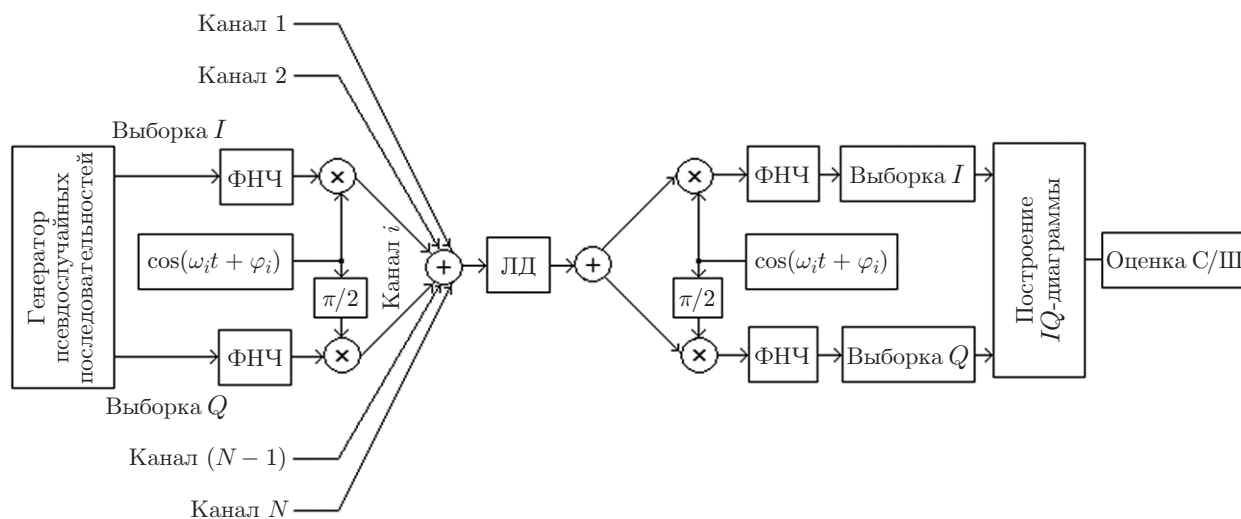 Канал 1
Канал 2
Выборка I
Генератор
псевдослучайных
последовательностей
ФНЧ
×
cos(ωᵢt + φᵢ)
π/2
ФНЧ
×
Выборка Q
Канал i
+
ЛД
+
Канал (N − 1)
Канал N
×
ФНЧ
Выборка I
cos(ωᵢt + φᵢ)
π/2
×
ФНЧ
Выборка Q
Построение
IQ-диаграммы
Оценка С/Ш